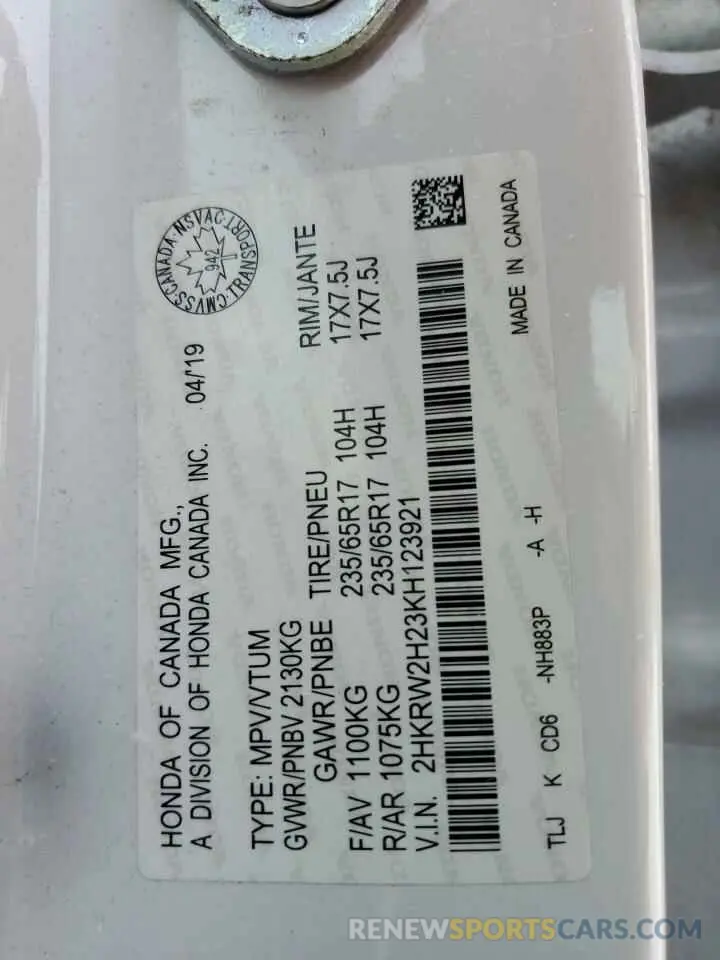 HONDA OF CANADA MFG.,
A DIVISION OF HONDA CANADA INC. 04/'19
CMVSS·CANADA·NSVAC·TRANSPORT
942
TYPE: MPV/VTUM
GVWR/PNBV 2130KG
GAWR/PNBE TIRE/PNEU RIM/JANTE
F/AV 1100KG 235/65R17 104H 17X7.5J
R/AR 1075KG 235/65R17 104H 17X7.5J
V.I.N. 2HKRW2H23KH123921
TLJ K CD6 -NH883P -A -H MADE IN CANADA
RENEWSPORTSCARS.COM